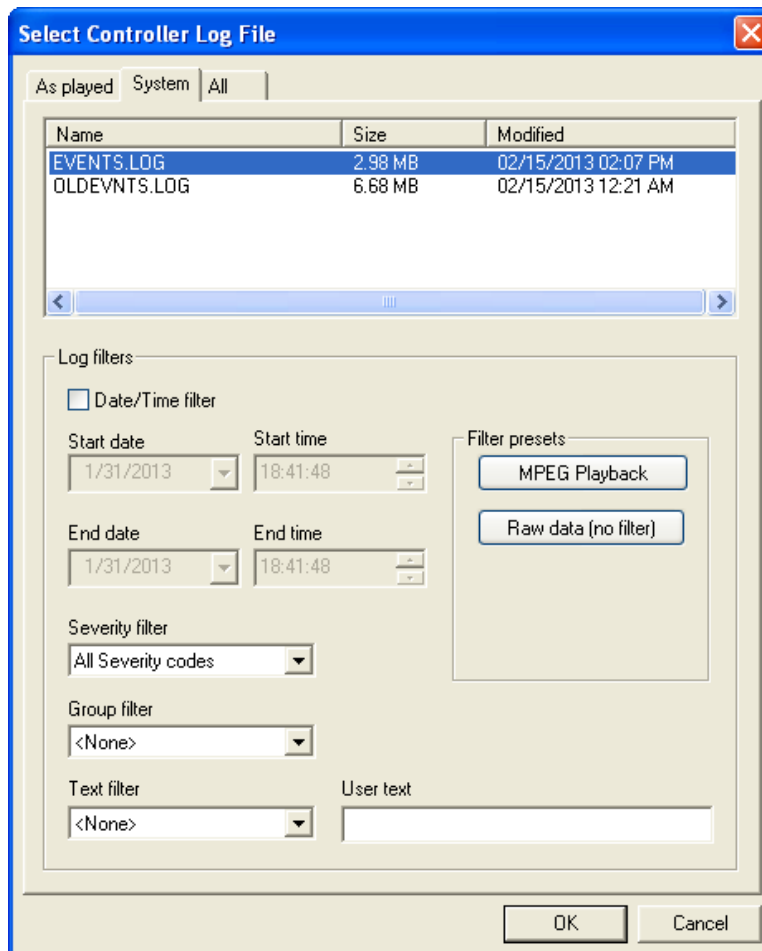 Select Controller Log File
As played System All
Name Size Modified
EVENTS.LOG 2.98 MB 02/15/2013 02:07 PM
OLDEVNTS.LOG 6.68 MB 02/15/2013 12:21 AM
Log filters
Date/Time filter
Start date Start time Filter presets
1/31/2013 18:41:48 MPEG Playback
Raw data (no filter)
End date End time
1/31/2013 18:41:48
Severity filter
All Severity codes
Group filter
<None>
Text filter User text
<None>
OK Cancel